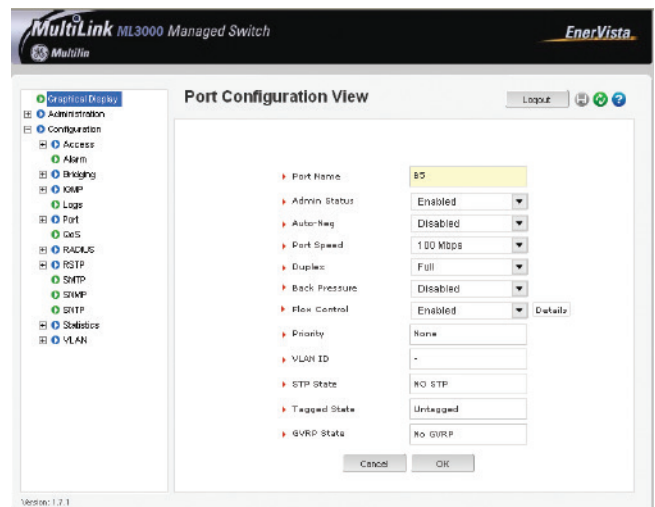 MultiLink ML3000 Managed Switch
EnerVista
Multilin
Port Configuration View
Logout
Graphical Display
Administration
Configuration
Access
Alarm
Bridging
IGMP
Logs
Port
QoS
RADIUS
RSTP
SMTP
SNMP
SNTP
Statistics
VLAN
Port Name B5
Admin Status Enabled
Auto-Neg Disabled
Port Speed 100 Mbps
Duplex Full
Back Pressure Disabled
Flow Control Enabled Details
Priority None
VLAN ID -
STP State NO STP
Tagged State Untagged
GVRP State No GVRP
Cancel OK
Version: 1.7.1